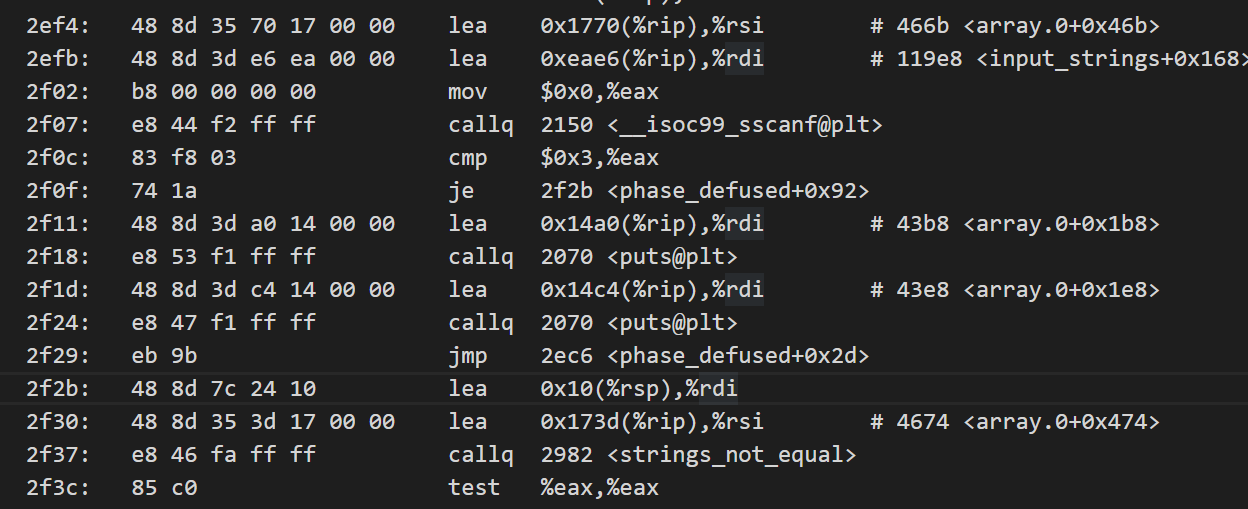 2ef4: 48 8d 35 70 17 00 00 lea 0x1770(%rip),%rsi # 466b <array.0+0x46b>
2efb: 48 8d 3d e6 ea 00 00 lea 0xeae6(%rip),%rdi # 119e8 <input_strings+0x168>
2f02: b8 00 00 00 00 mov $0x0,%eax
2f07: e8 44 f2 ff ff callq 2150 <__isoc99_sscanf@plt>
2f0c: 83 f8 03 cmp $0x3,%eax
2f0f: 74 1a je 2f2b <phase_defused+0x92>
2f11: 48 8d 3d a0 14 00 00 lea 0x14a0(%rip),%rdi # 43b8 <array.0+0x1b8>
2f18: e8 53 f1 ff ff callq 2070 <puts@plt>
2f1d: 48 8d 3d c4 14 00 00 lea 0x14c4(%rip),%rdi # 43e8 <array.0+0x1e8>
2f24: e8 47 f1 ff ff callq 2070 <puts@plt>
2f29: eb 9b jmp 2ec6 <phase_defused+0x2d>
2f2b: 48 8d 7c 24 10 lea 0x10(%rsp),%rdi
2f30: 48 8d 35 3d 17 00 00 lea 0x173d(%rip),%rsi # 4674 <array.0+0x474>
2f37: e8 46 fa ff ff callq 2982 <strings_not_equal>
2f3c: 85 c0 test %eax,%eax